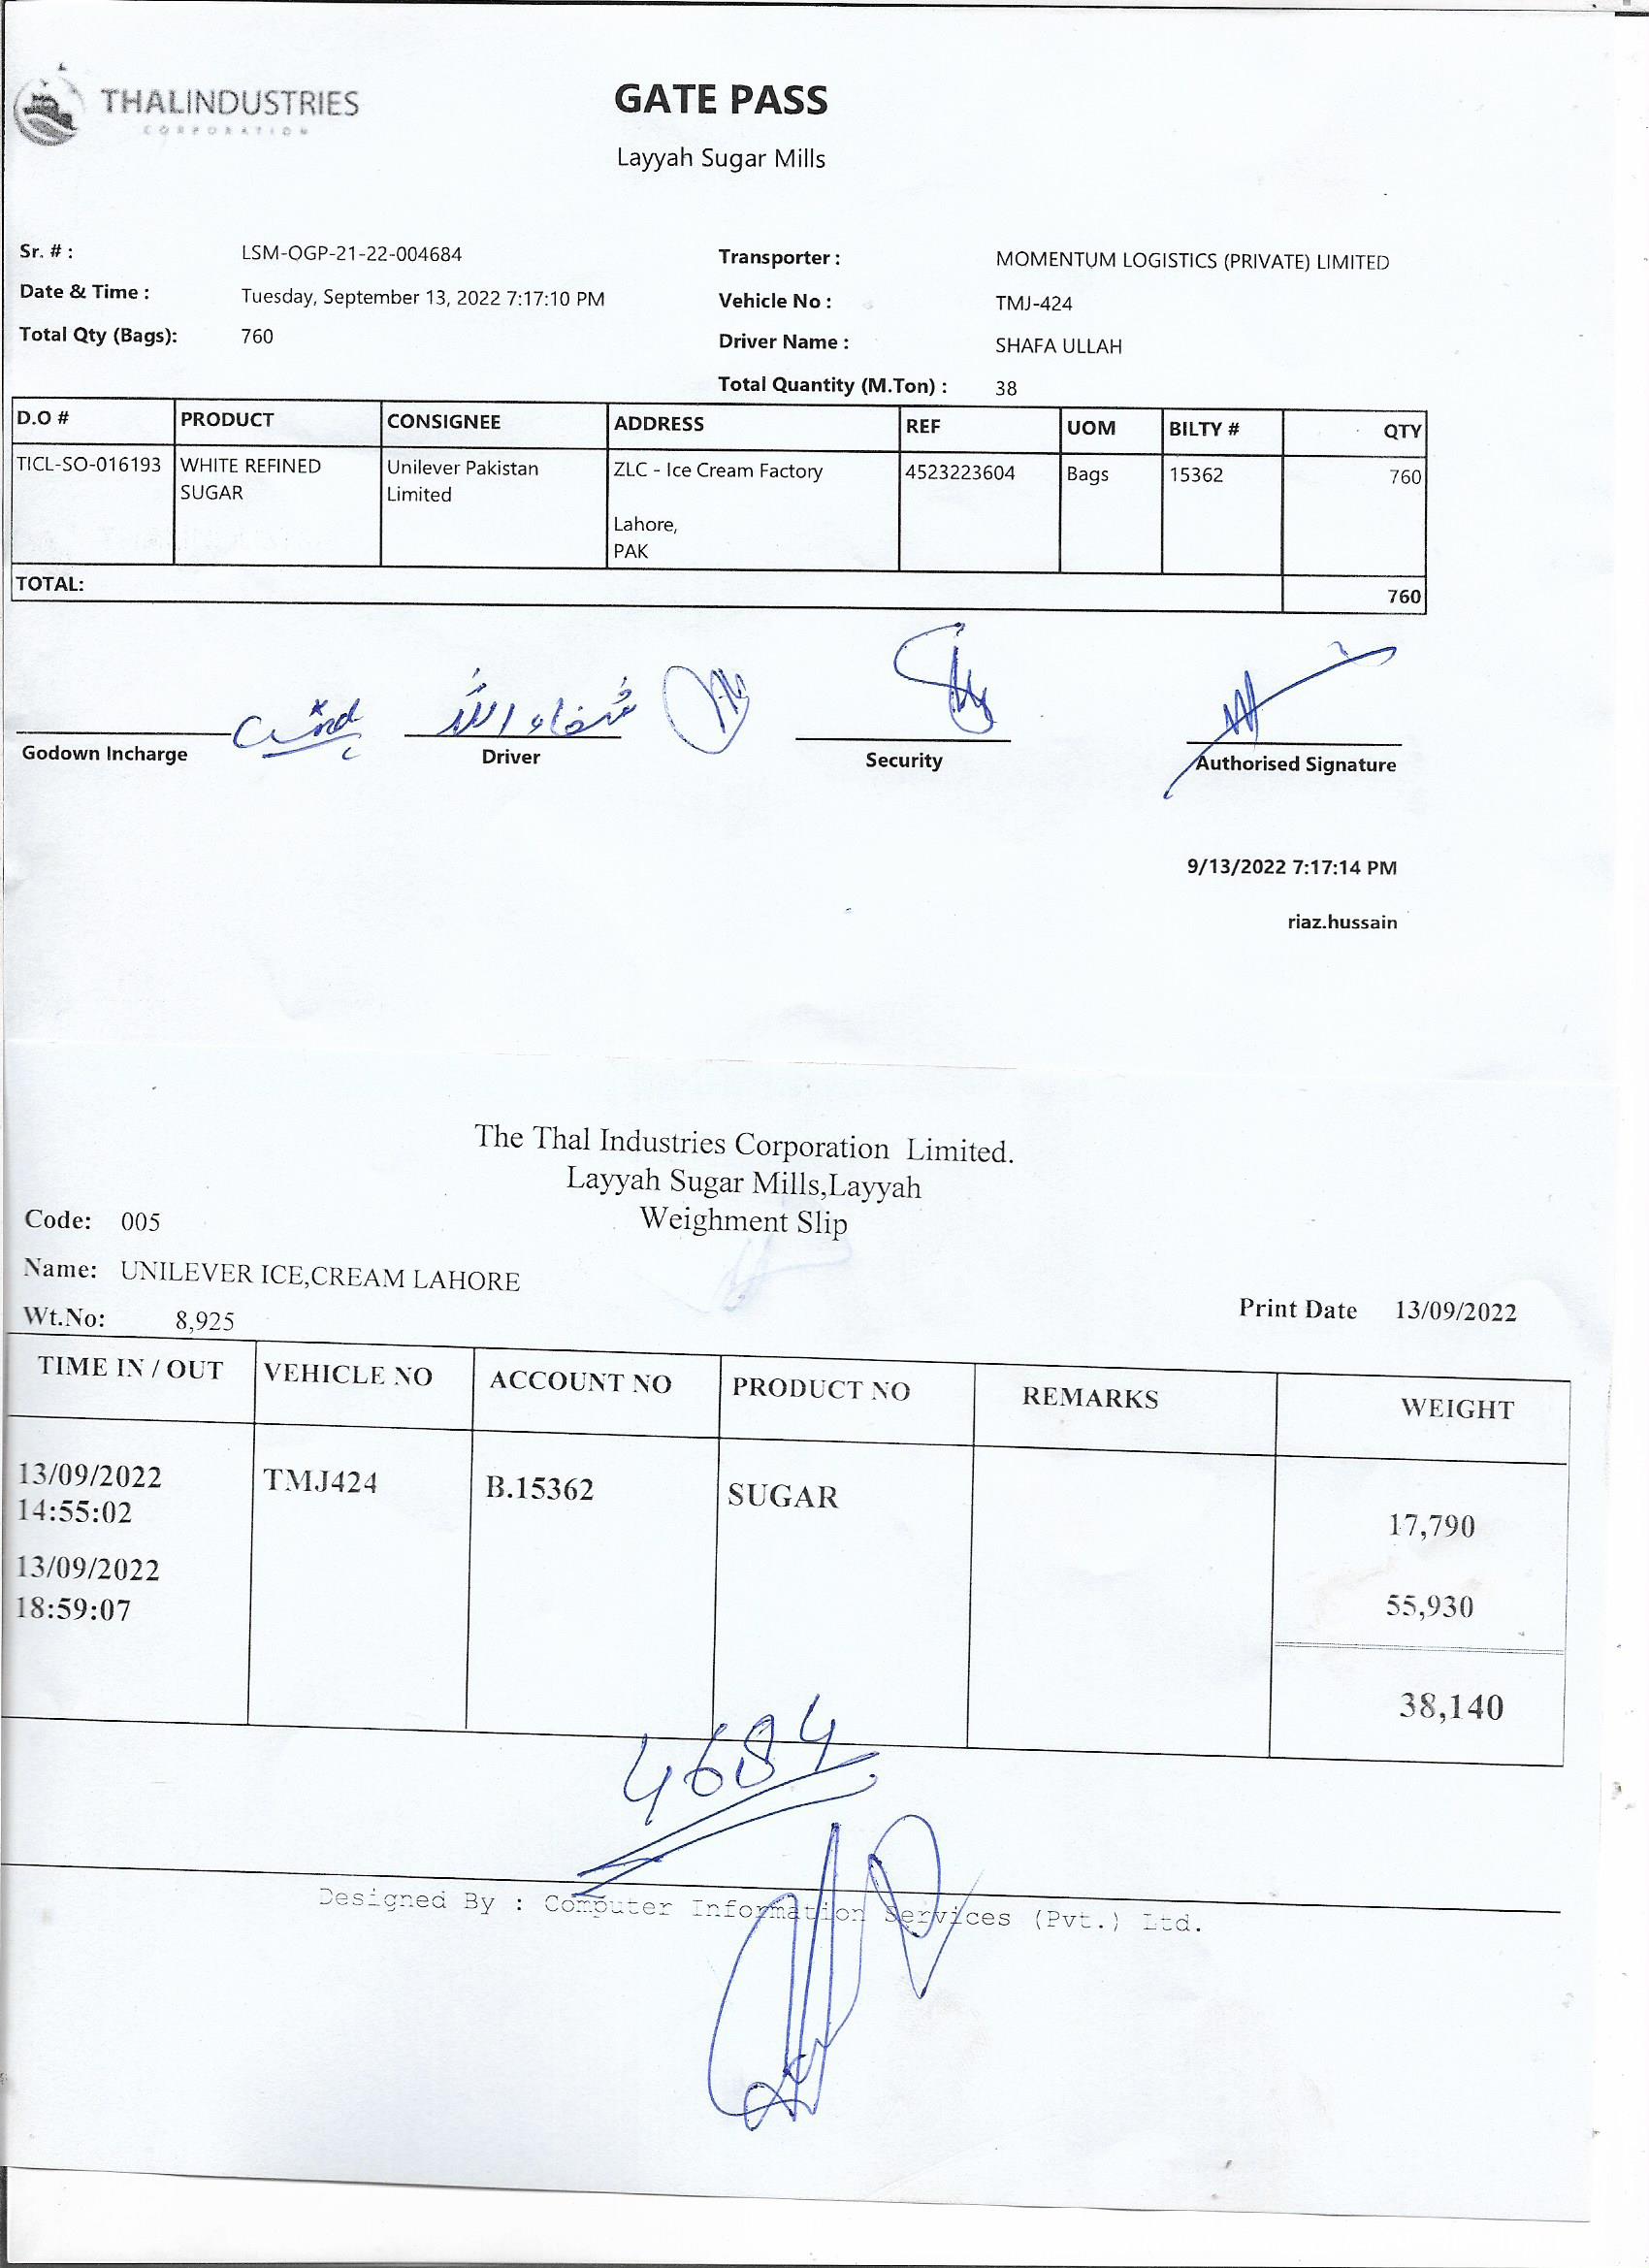 THALINDUSTRIES
CORPORATION
GATE PASS
Layyah Sugar Mills
Sr. # : LSM-OGP-21-22-004684
Date & Time : Tuesday, September 13, 2022 7:17:10 PM
Total Qty (Bags): 760
Transporter : MOMENTUM LOGISTICS (PRIVATE) LIMITED
Vehicle No : TMJ-424
Driver Name : SHAFA ULLAH
Total Quantity (M.Ton) : 38
D.O # PRODUCT CONSIGNEE ADDRESS REF UOM BILTY # QTY
TICL-SO-016193 WHITE REFINED Unilever Pakistan ZLC - Ice Cream Factory 4523223604 Bags 15362 760
SUGAR Limited
Lahore,
PAK
TOTAL: 760
شفاء اللہ
Godown Incharge Driver Security Authorised Signature
9/13/2022 7:17:14 PM
riaz.hussain
The Thal Industries Corporation Limited.
Layyah Sugar Mills,Layyah
Weighment Slip
Code: 005
Name: UNILEVER ICE,CREAM LAHORE
Wt.No: 8,925
Print Date 13/09/2022
TIME IN / OUT VEHICLE NO ACCOUNT NO PRODUCT NO REMARKS WEIGHT
13/09/2022 TMJ424 B.15362 SUGAR
14:55:02 17,790
13/09/2022
18:59:07 55,930
38,140
4684
Designed By : Computer Information Services (Pvt.) Ltd.